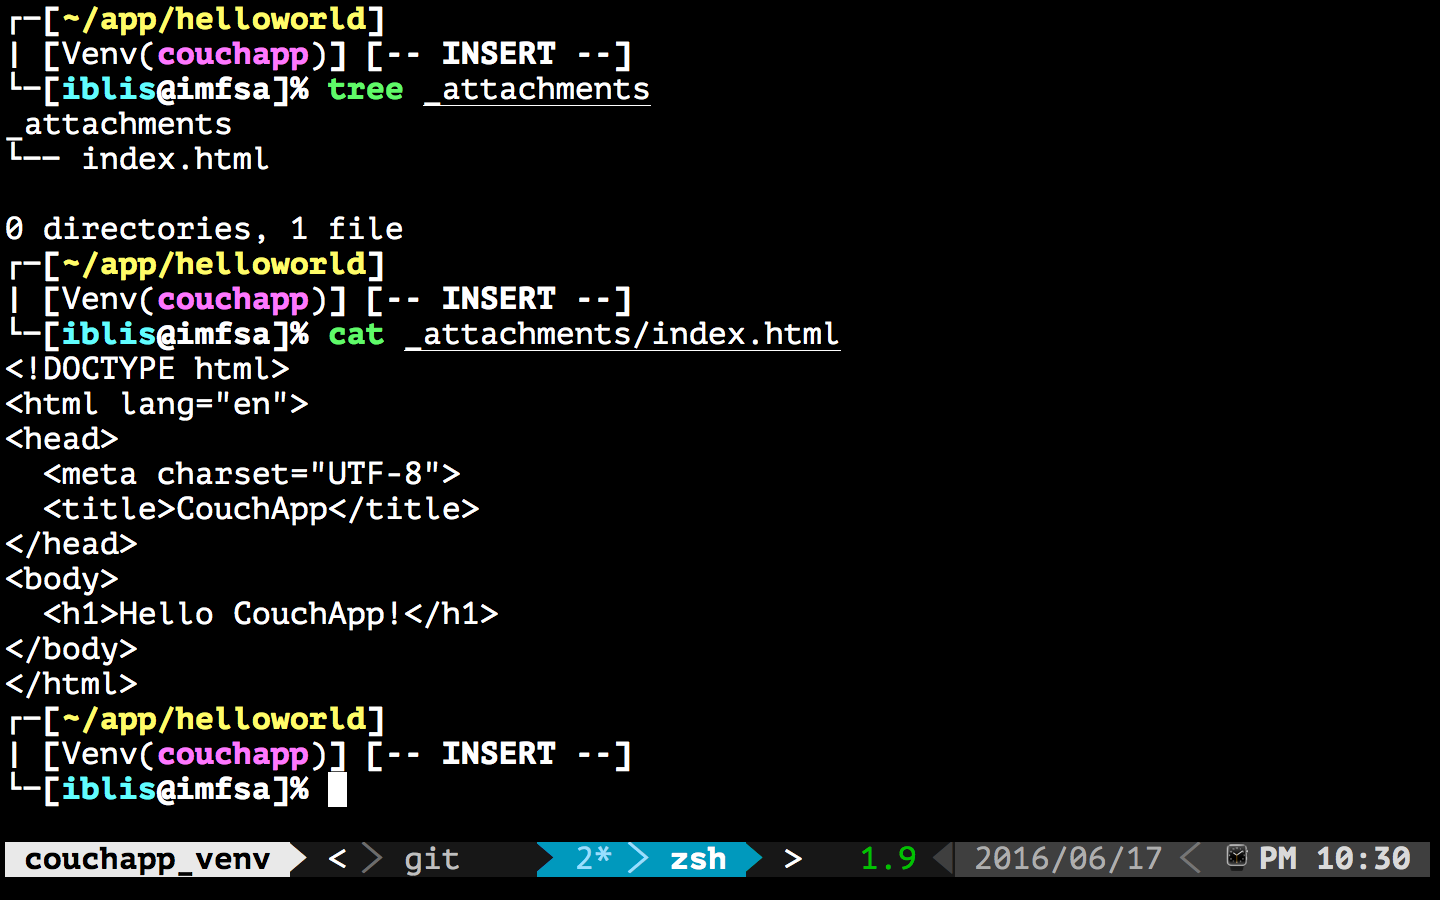 ┌─[~/app/helloworld]
| [Venv(couchapp)] [-- INSERT --]
└─[iblis@imfsa]% tree _attachments
_attachments
└── index.html
0 directories, 1 file
┌─[~/app/helloworld]
| [Venv(couchapp)] [-- INSERT --]
└─[iblis@imfsa]% cat _attachments/index.html
<!DOCTYPE html>
<html lang="en">
<head>
  <meta charset="UTF-8">
  <title>CouchApp</title>
</head>
<body>
  <h1>Hello CouchApp!</h1>
</body>
</html>
┌─[~/app/helloworld]
| [Venv(couchapp)] [-- INSERT --]
└─[iblis@imfsa]%
couchapp_venv < git 2* zsh > 1.9 2016/06/17 PM 10:30